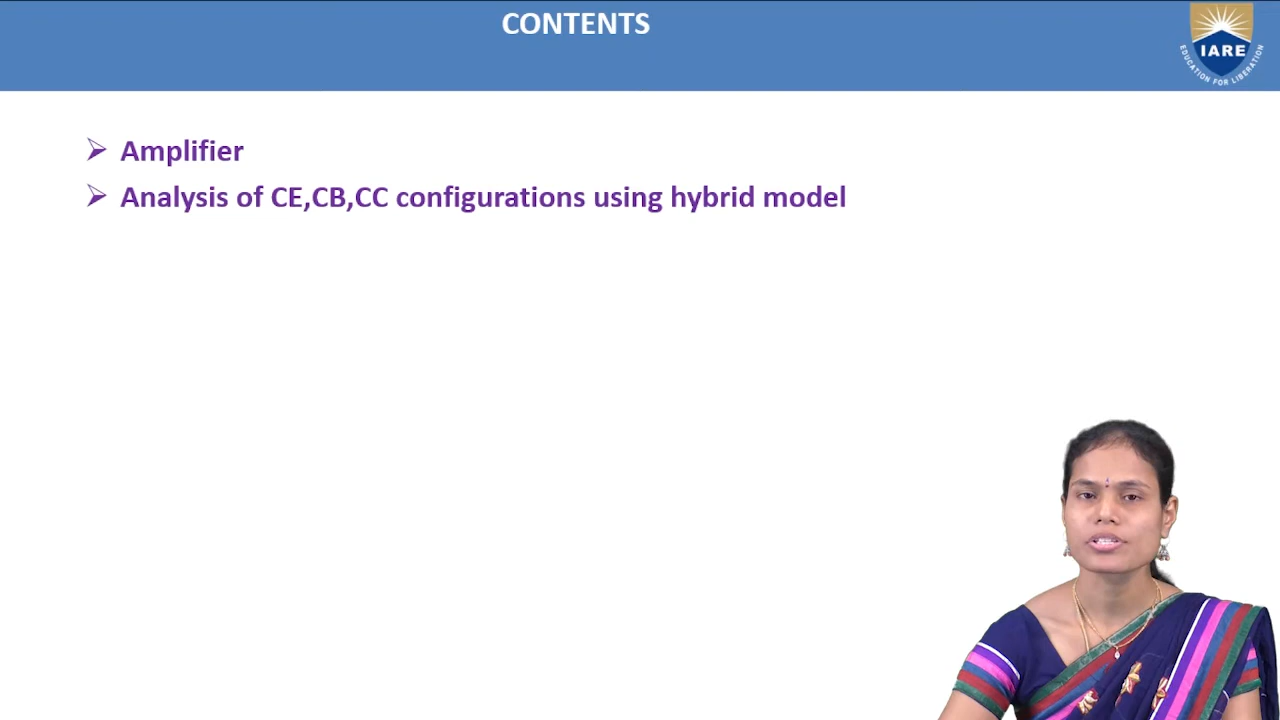 CONTENTS
IARE
EDUCATION FOR LIBERATION
Amplifier
Analysis of CE,CB,CC configurations using hybrid model